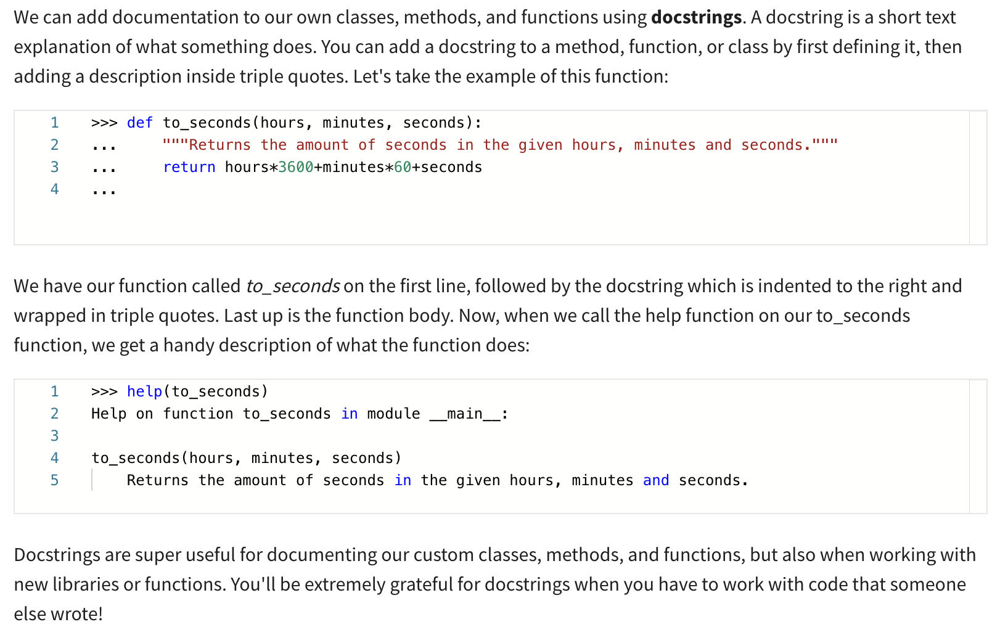 We can add documentation to our own classes, methods, and functions using docstrings. A docstring is a short text
explanation of what something does. You can add a docstring to a method, function, or class by first defining it, then
adding a description inside triple quotes. Let's take the example of this function:
1 >>> def to_seconds(hours, minutes, seconds):
2 ...     """Returns the amount of seconds in the given hours, minutes and seconds."""
3 ...     return hours*3600+minutes*60+seconds
4 ...
We have our function called to_seconds on the first line, followed by the docstring which is indented to the right and
wrapped in triple quotes. Last up is the function body. Now, when we call the help function on our to_seconds
function, we get a handy description of what the function does:
1 >>> help(to_seconds)
2 Help on function to_seconds in module __main__:
3
4 to_seconds(hours, minutes, seconds)
5     Returns the amount of seconds in the given hours, minutes and seconds.
Docstrings are super useful for documenting our custom classes, methods, and functions, but also when working with
new libraries or functions. You'll be extremely grateful for docstrings when you have to work with code that someone
else wrote!